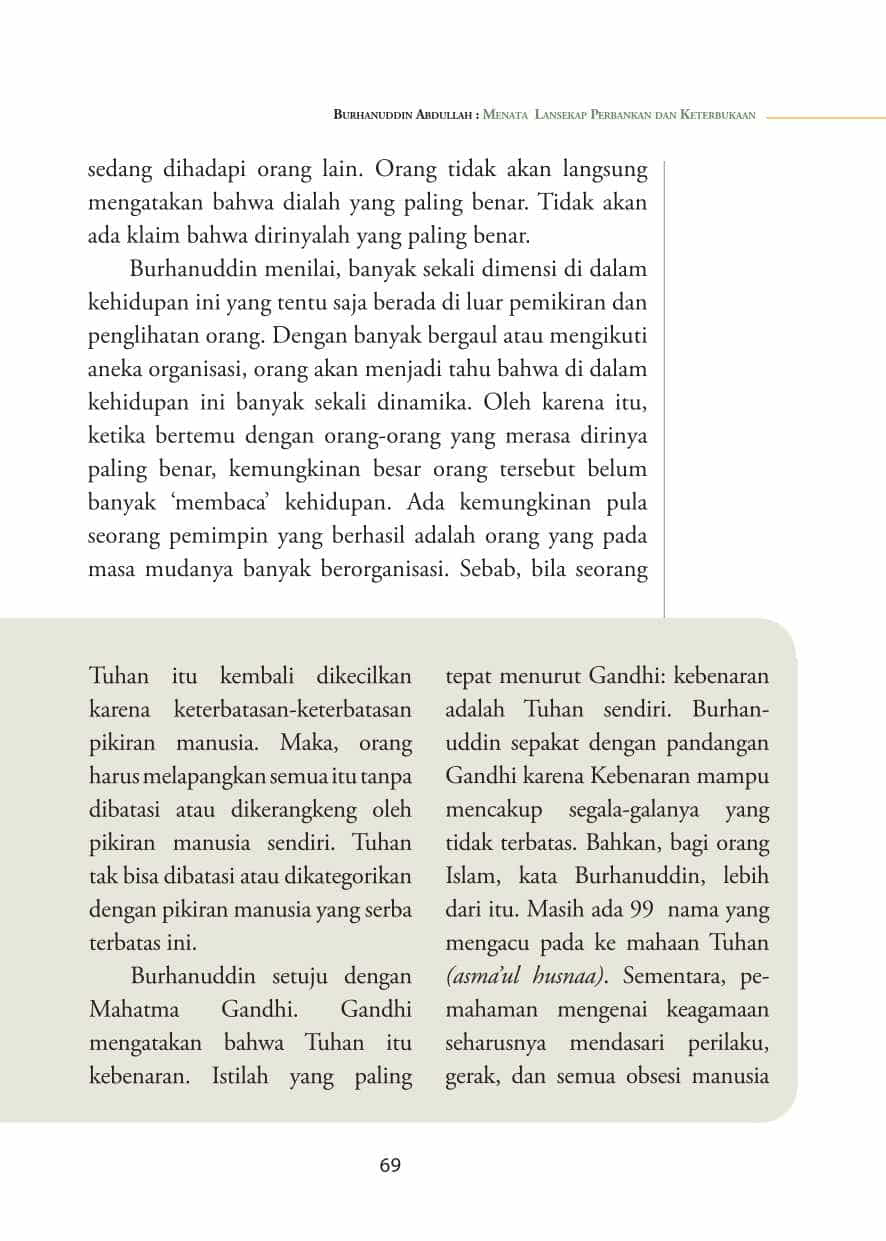 Burhanuddin Abdullah : Menata Lansekap Perbankan dan Keterbukaan
sedang dihadapi orang lain. Orang tidak akan langsung
mengatakan bahwa dialah yang paling benar. Tidak akan
ada klaim bahwa dirinyalah yang paling benar.
Burhanuddin menilai, banyak sekali dimensi di dalam
kehidupan ini yang tentu saja berada di luar pemikiran dan
penglihatan orang. Dengan banyak bergaul atau mengikuti
aneka organisasi, orang akan menjadi tahu bahwa di dalam
kehidupan ini banyak sekali dinamika. Oleh karena itu,
ketika bertemu dengan orang-orang yang merasa dirinya
paling benar, kemungkinan besar orang tersebut belum
banyak ‘membaca’ kehidupan. Ada kemungkinan pula
seorang pemimpin yang berhasil adalah orang yang pada
masa mudanya banyak berorganisasi. Sebab, bila seorang
Tuhan itu kembali dikecilkan
karena keterbatasan-keterbatasan
pikiran manusia. Maka, orang
harus melapangkan semua itu tanpa
dibatasi atau dikerangkeng oleh
pikiran manusia sendiri. Tuhan
tak bisa dibatasi atau dikategorikan
dengan pikiran manusia yang serba
terbatas ini.
Burhanuddin setuju dengan
Mahatma Gandhi. Gandhi
mengatakan bahwa Tuhan itu
kebenaran. Istilah yang paling
tepat menurut Gandhi: kebenaran
adalah Tuhan sendiri. Burhan-
uddin sepakat dengan pandangan
Gandhi karena Kebenaran mampu
mencakup segala-galanya yang
tidak terbatas. Bahkan, bagi orang
Islam, kata Burhanuddin, lebih
dari itu. Masih ada 99 nama yang
mengacu pada ke mahaan Tuhan
(asma’ul husnaa). Sementara, pe-
mahaman mengenai keagamaan
seharusnya mendasari perilaku,
gerak, dan semua obsesi manusia
69